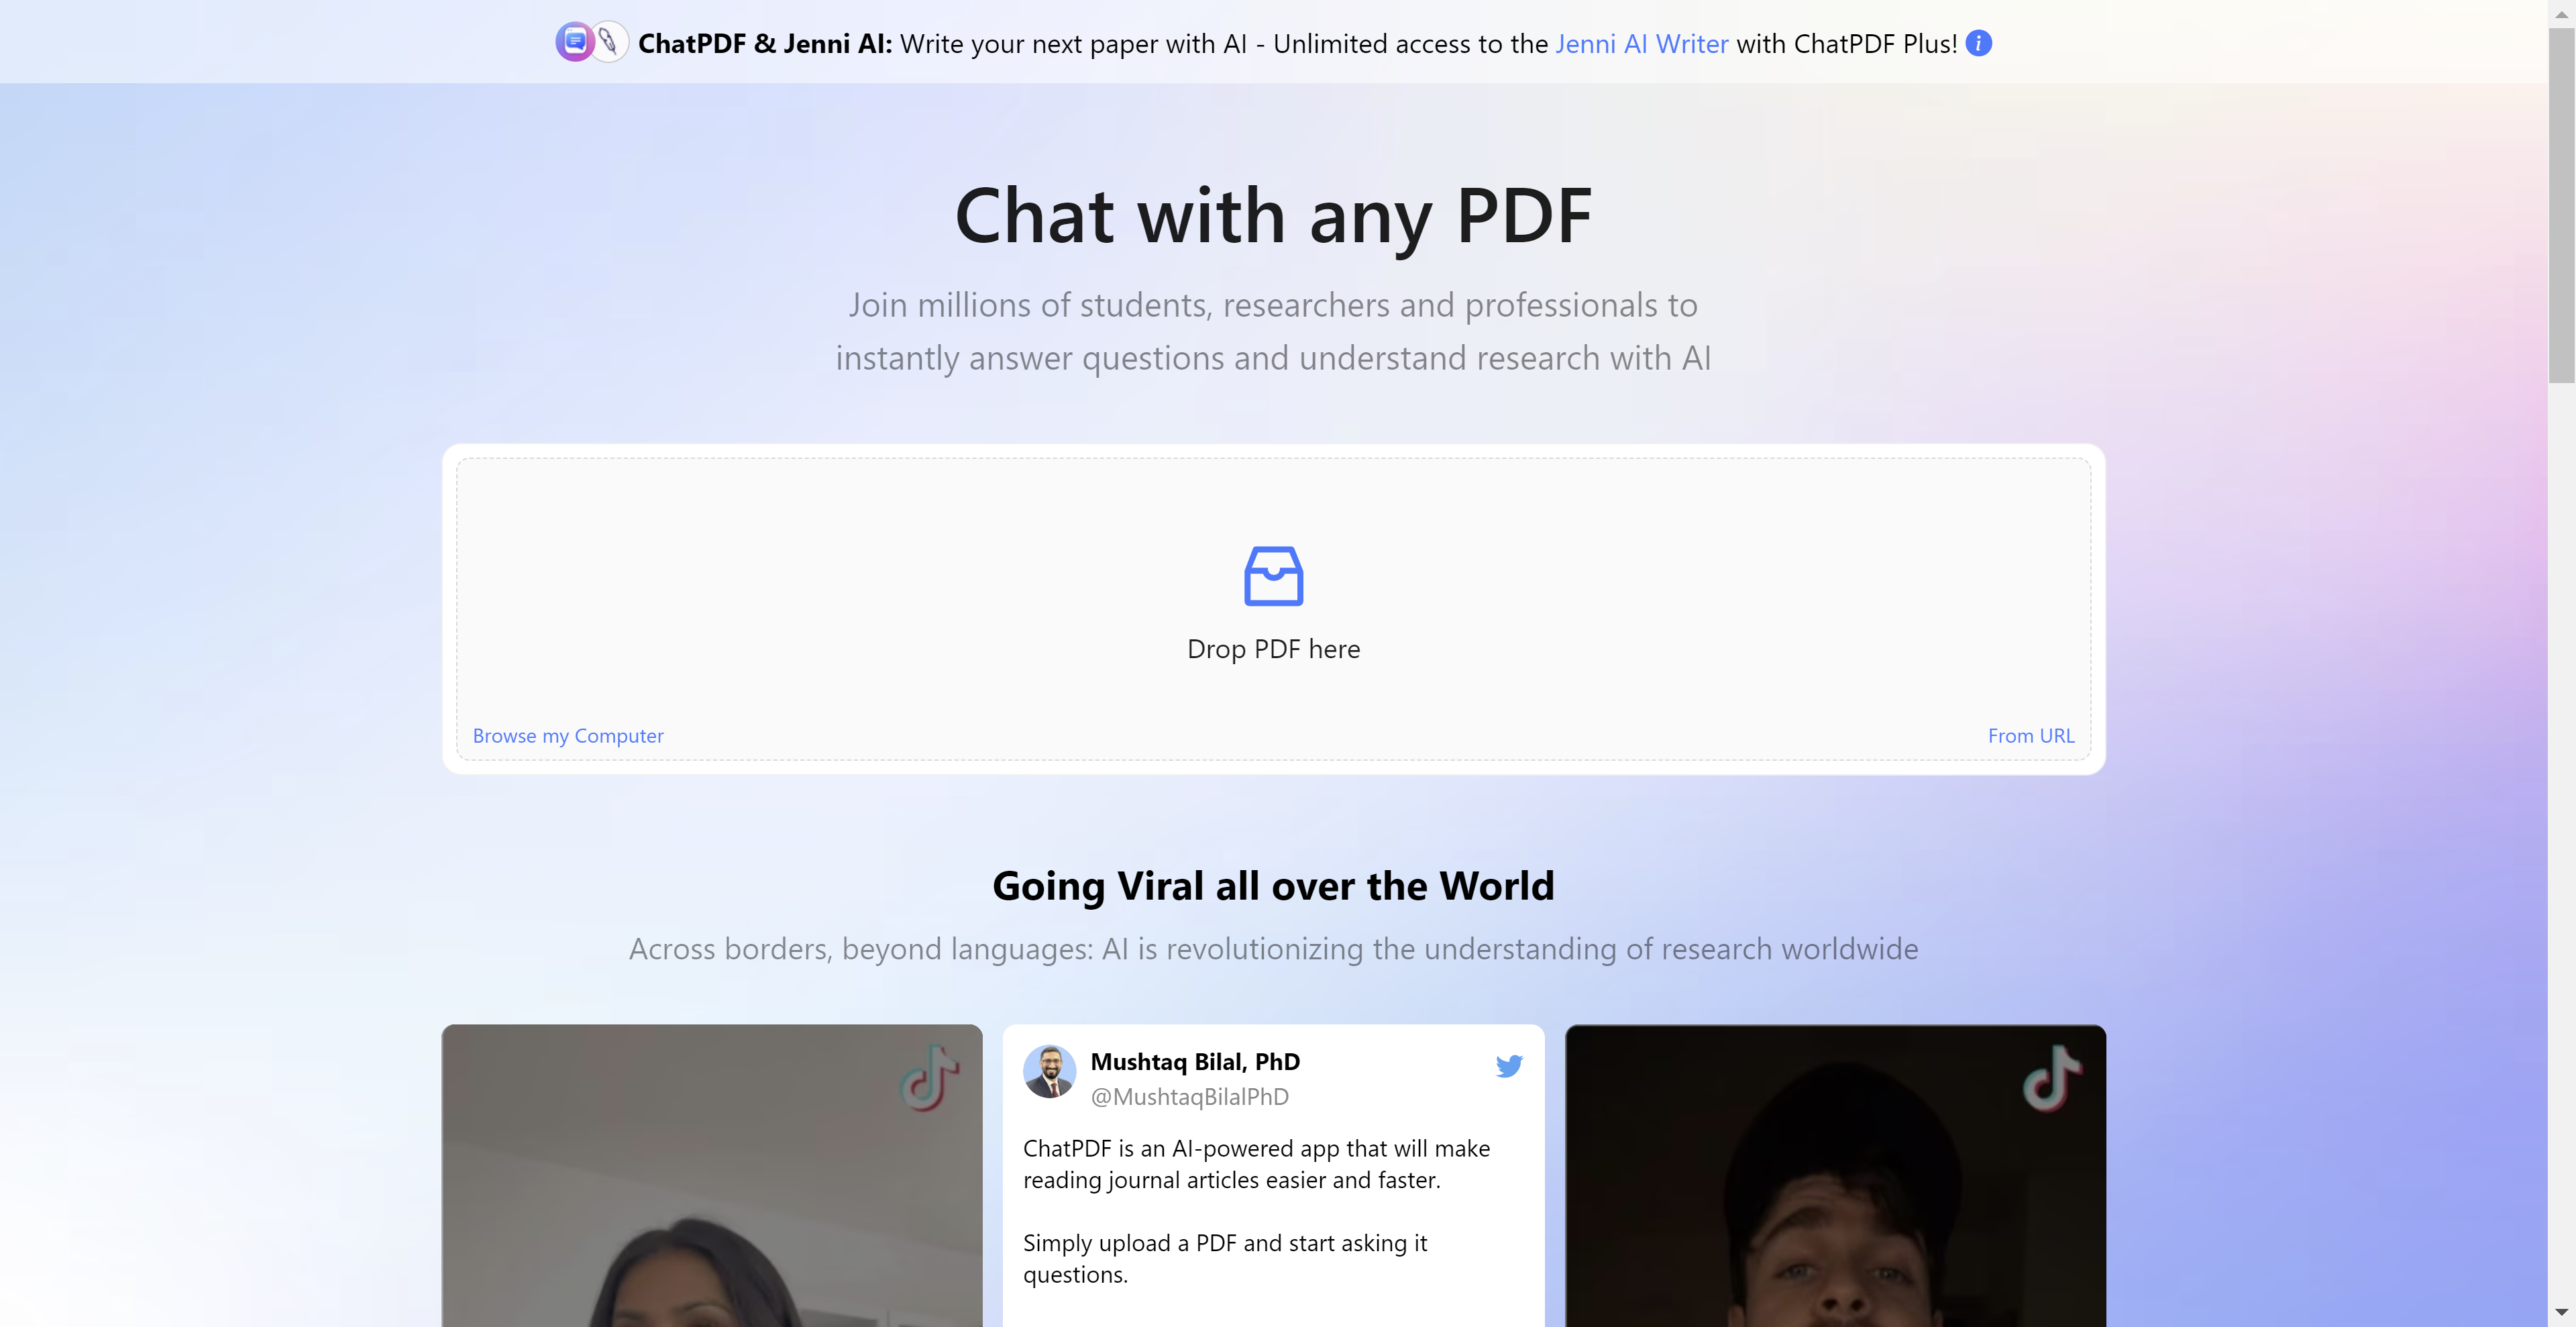 ChatPDF & Jenni AI: Write your next paper with AI - Unlimited access to the Jenni AI Writer with ChatPDF Plus!
Chat with any PDF
Join millions of students, researchers and professionals to
instantly answer questions and understand research with AI
Drop PDF here
Browse my Computer
From URL
Going Viral all over the World
Across borders, beyond languages: AI is revolutionizing the understanding of research worldwide
Mushtaq Bilal, PhD
@MushtaqBilalPhD
ChatPDF is an AI-powered app that will make
reading journal articles easier and faster.
Simply upload a PDF and start asking it
questions.